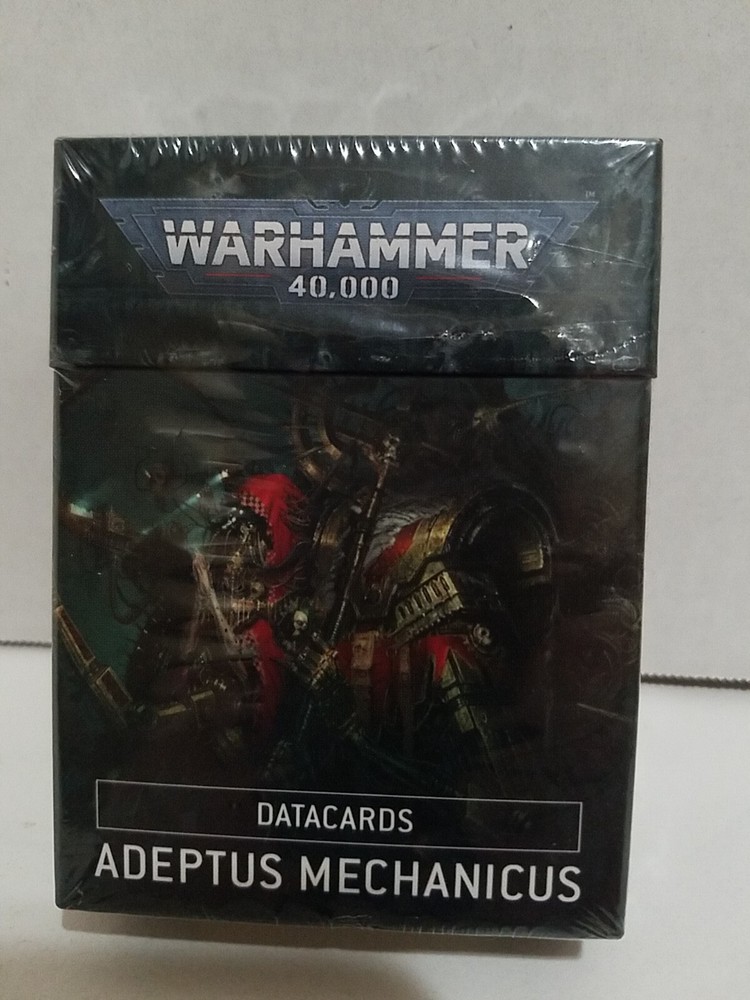 WARHAMMER
40,000
DATACARDS
ADEPTUS MECHANICUS